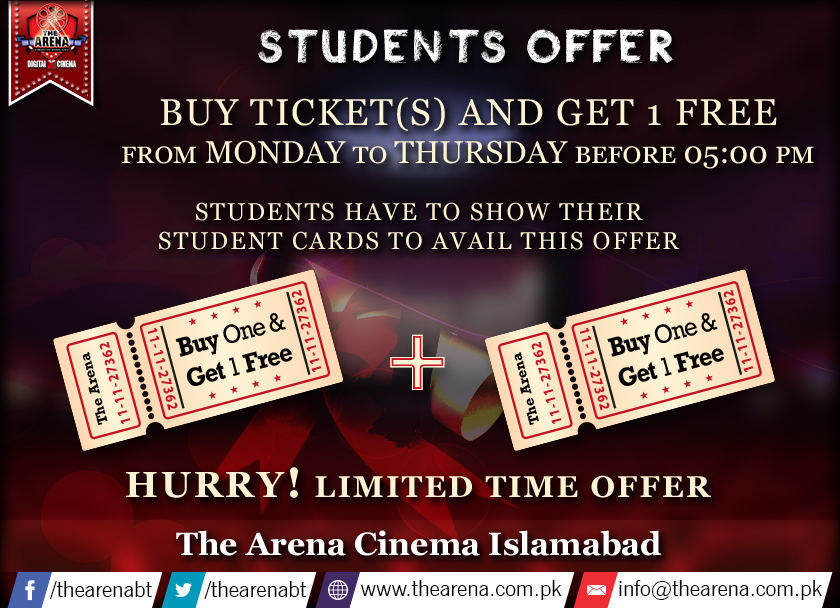 THE
ARENA
DIGITAL 3D CINEMA
STUDENTS OFFER
BUY TICKET(S) AND GET 1 FREE
FROM MONDAY TO THURSDAY BEFORE 05:00 PM
STUDENTS HAVE TO SHOW THEIR
STUDENT CARDS TO AVAIL THIS OFFER
The Arena
11-11-27362
11-11-27362
Buy One &
Get 1 Free
11-11-27362
+
The Arena
11-11-27362
11-11-27362
Buy One &
Get 1 Free
11-11-27362
HURRY! LIMITED TIME OFFER
The Arena Cinema Islamabad
/thearenabt /thearenabt www.thearena.com.pk info@thearena.com.pk